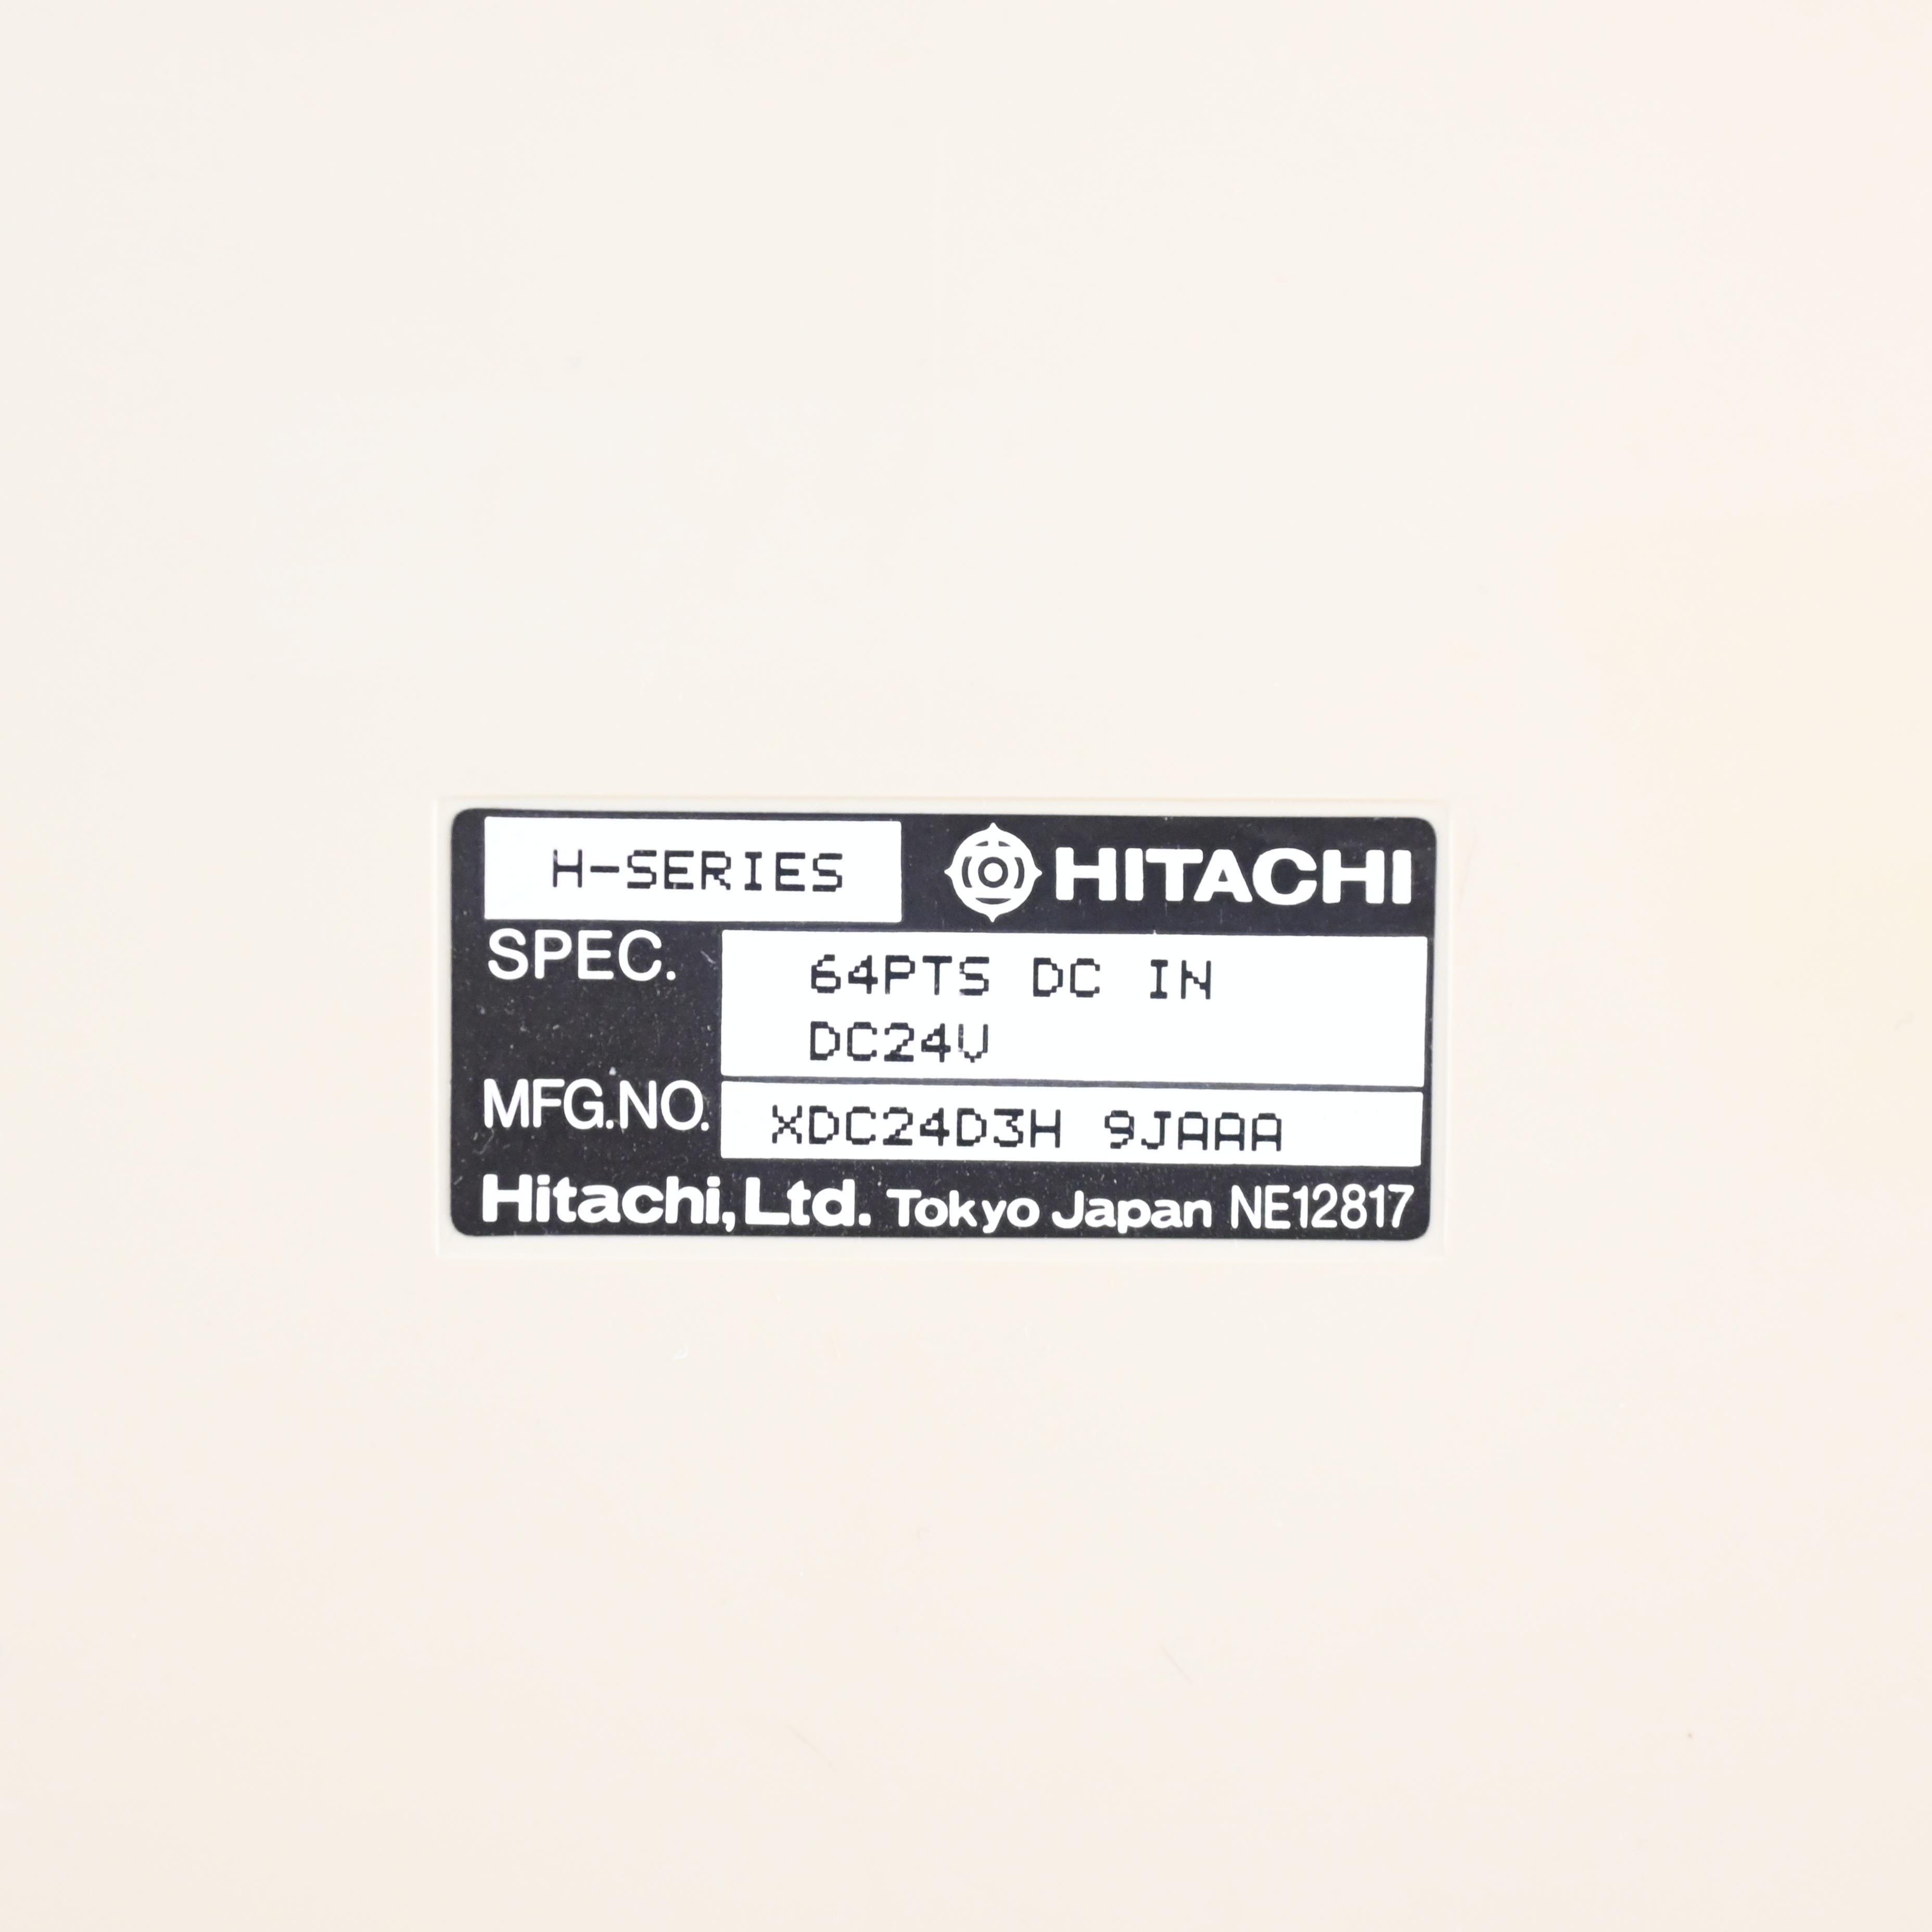 H-SERIES HITACHI
SPEC. 64PTS DC IN
DC24V
MFG.NO. XDC24D3H 9JAAA
Hitachi, Ltd. Tokyo Japan NE12817